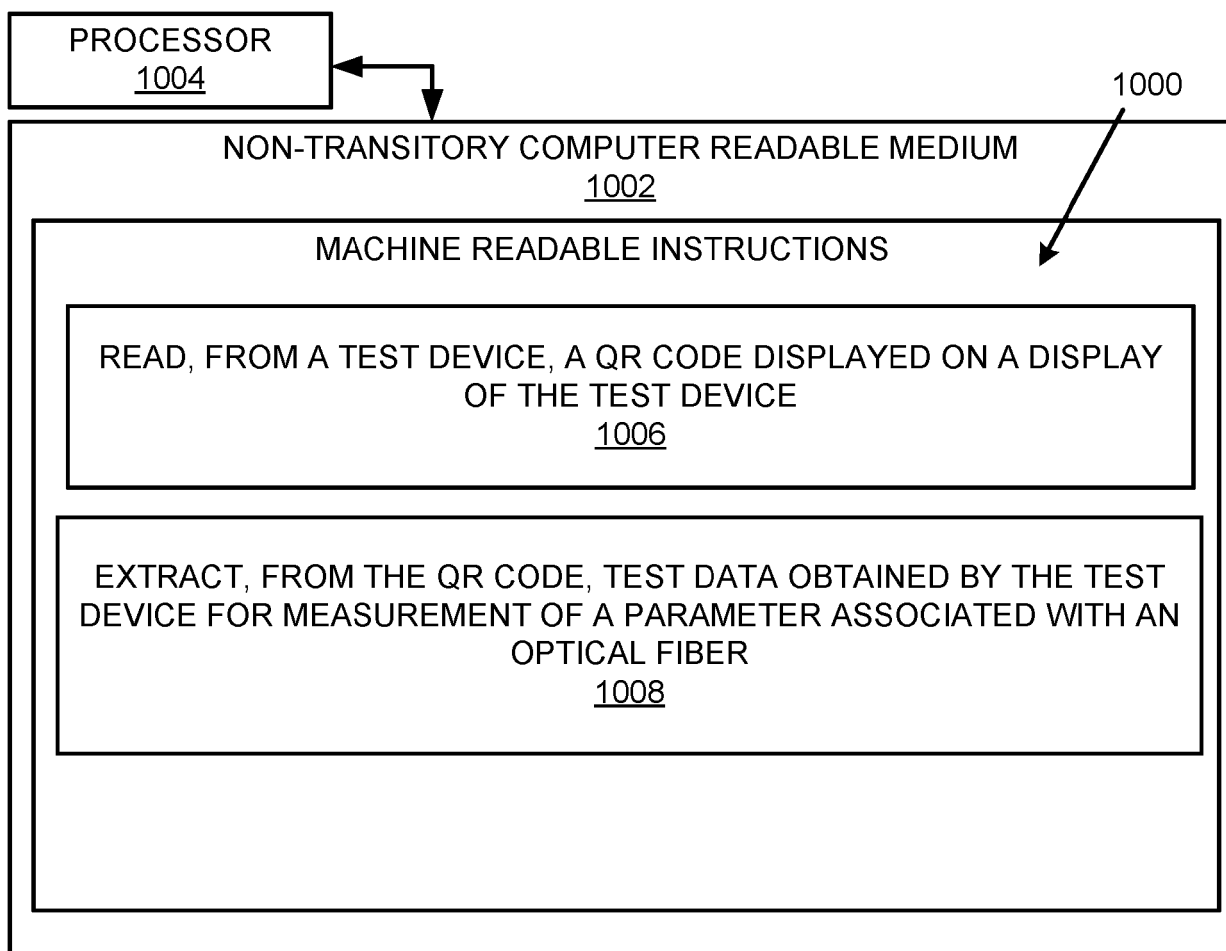 PROCESSOR
1004
1000
NON-TRANSITORY COMPUTER READABLE MEDIUM
1002
MACHINE READABLE INSTRUCTIONS
READ, FROM A TEST DEVICE, A QR CODE DISPLAYED ON A DISPLAY
OF THE TEST DEVICE
1006
EXTRACT, FROM THE QR CODE, TEST DATA OBTAINED BY THE TEST
DEVICE FOR MEASUREMENT OF A PARAMETER ASSOCIATED WITH AN
OPTICAL FIBER
1008